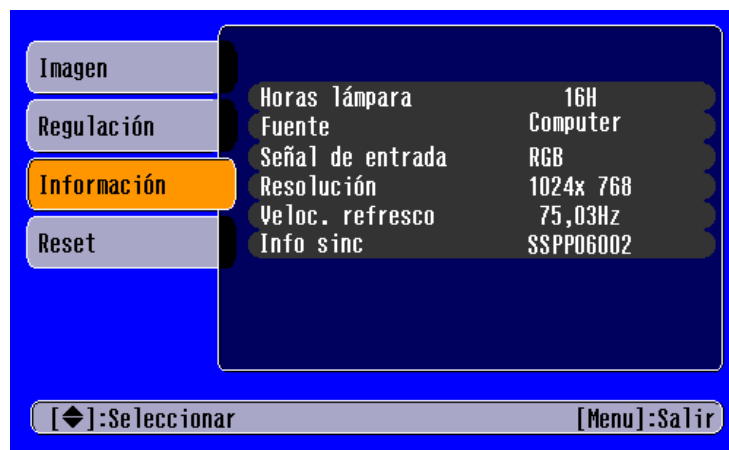 Imagen
Regulación
Información
Reset
Horas lámpara 16H
Fuente Computer
Señal de entrada RGB
Resolución 1024x 768
Veloc. refresco 75,03Hz
Info sinc SSPP06002
[◆]:Seleccionar [Menu]:Salir